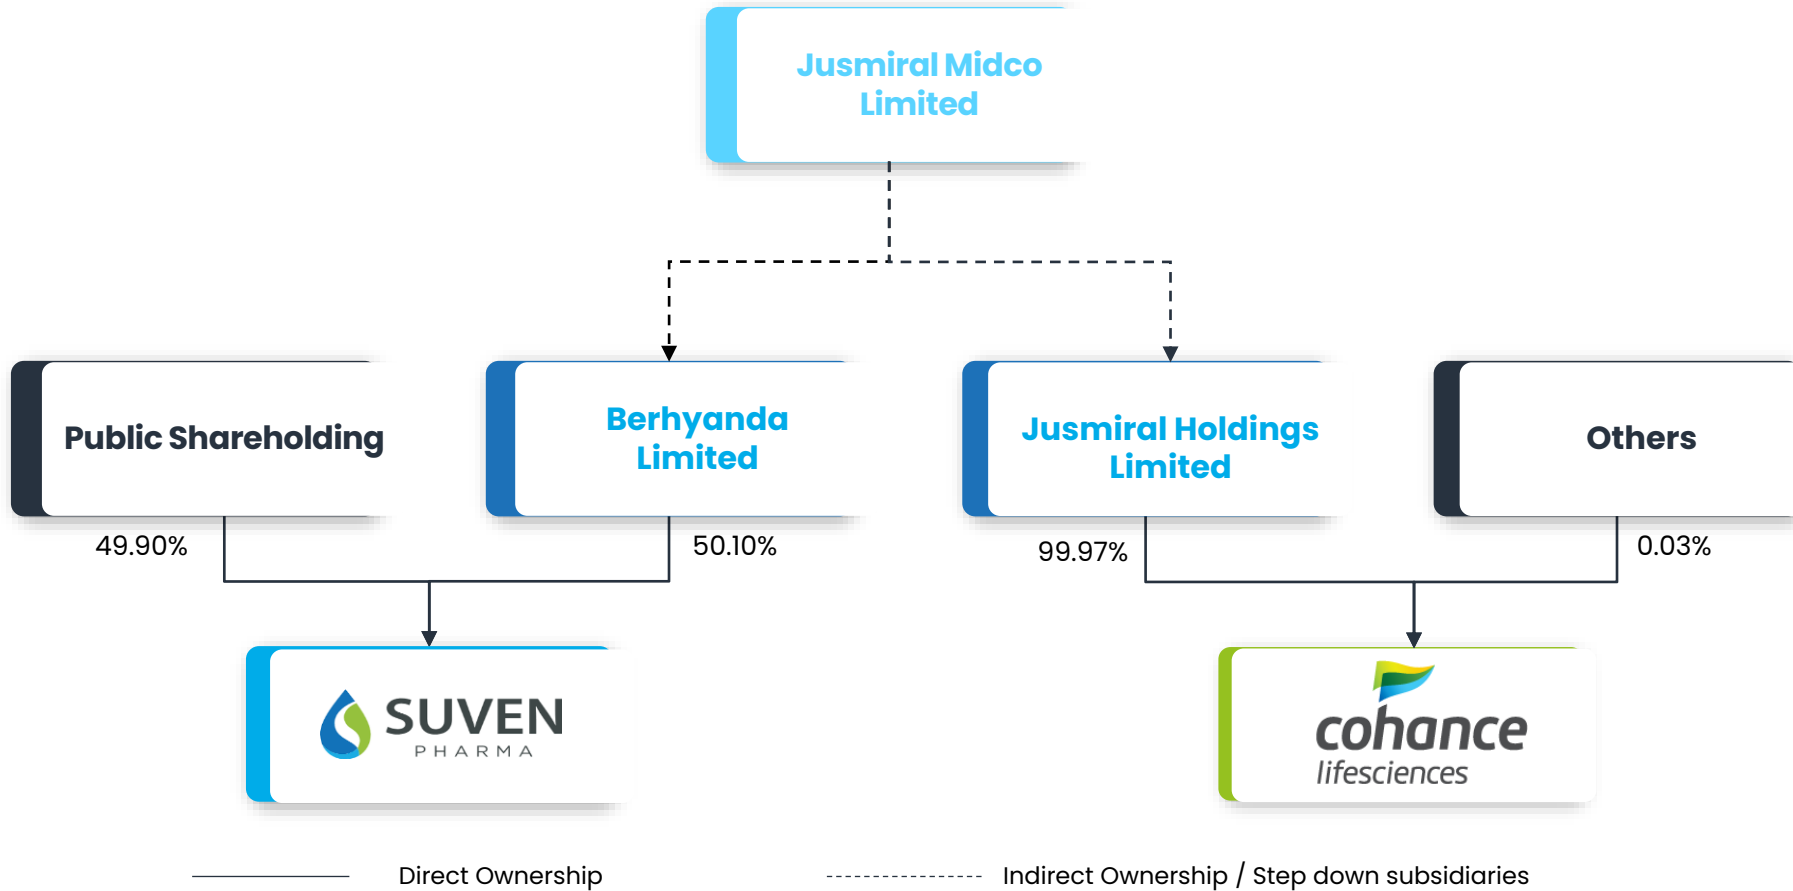 Jusmiral Midco
Limited
Public Shareholding
Berhyanda
Limited
Jusmiral Holdings
Limited
Others
49.90%
50.10%
99.97%
0.03%
SUVEN
PHARMA
cohance
lifesciences
Direct Ownership
Indirect Ownership / Step down subsidiaries